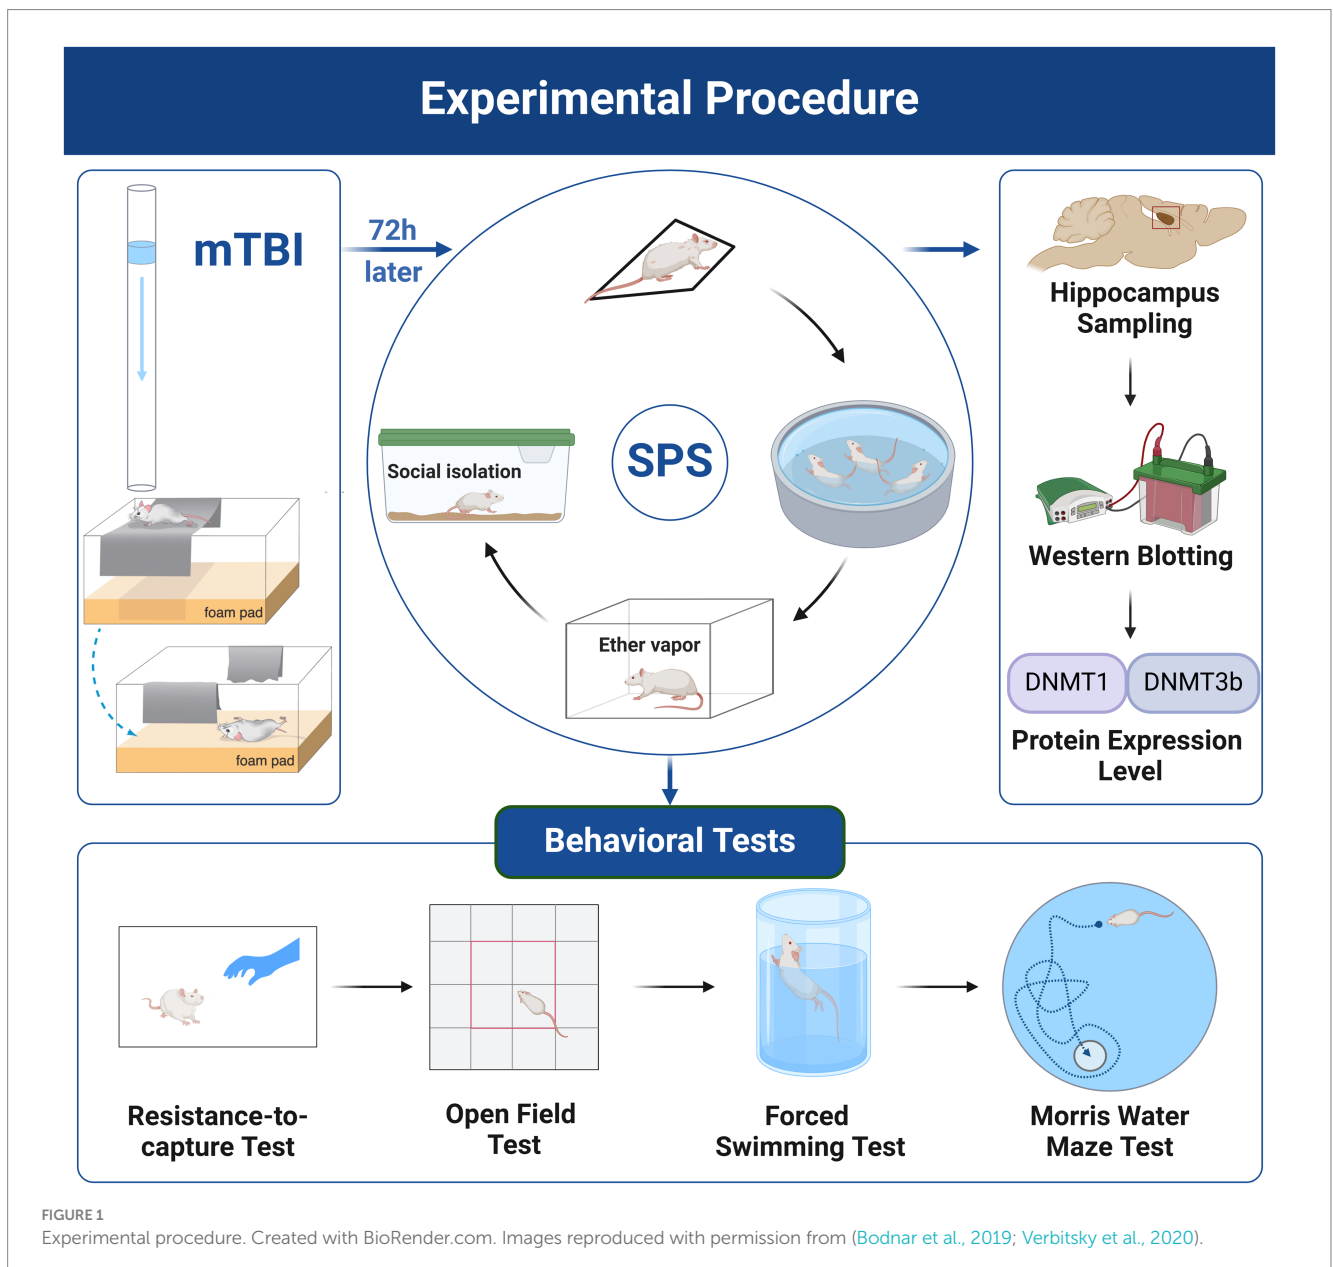 Experimental Procedure
mTBI
foam pad
foam pad
72h
later
SPS
Social isolation
Ether vapor
Hippocampus
Sampling
Western Blotting
DNMT1
DNMT3b
Protein Expression
Level
Behavioral Tests
Resistance-to-
capture Test
Open Field
Test
Forced
Swimming Test
Morris Water
Maze Test
FIGURE 1
Experimental procedure. Created with BioRender.com. Images reproduced with permission from (Bodnar et al., 2019; Verbitsky et al., 2020).